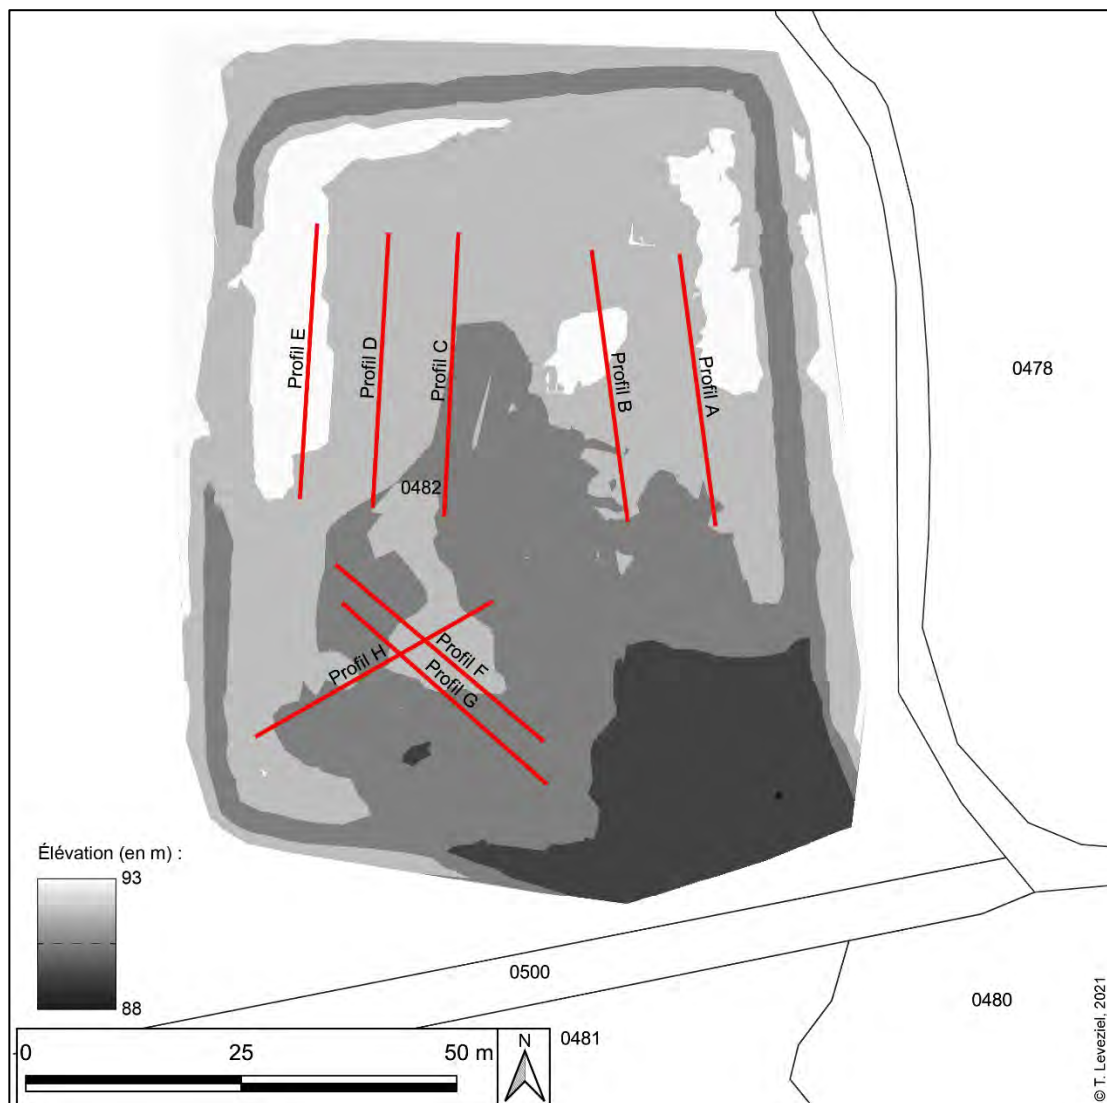 0478
Profil E
Profil D
Profil C
Profil B
Profil A
0482
Profil H
Profil F
Profil G
Élévation (en m) :
93
88
0500
0480
0481
0
25
50 m
N
© T. Leveziel, 2021